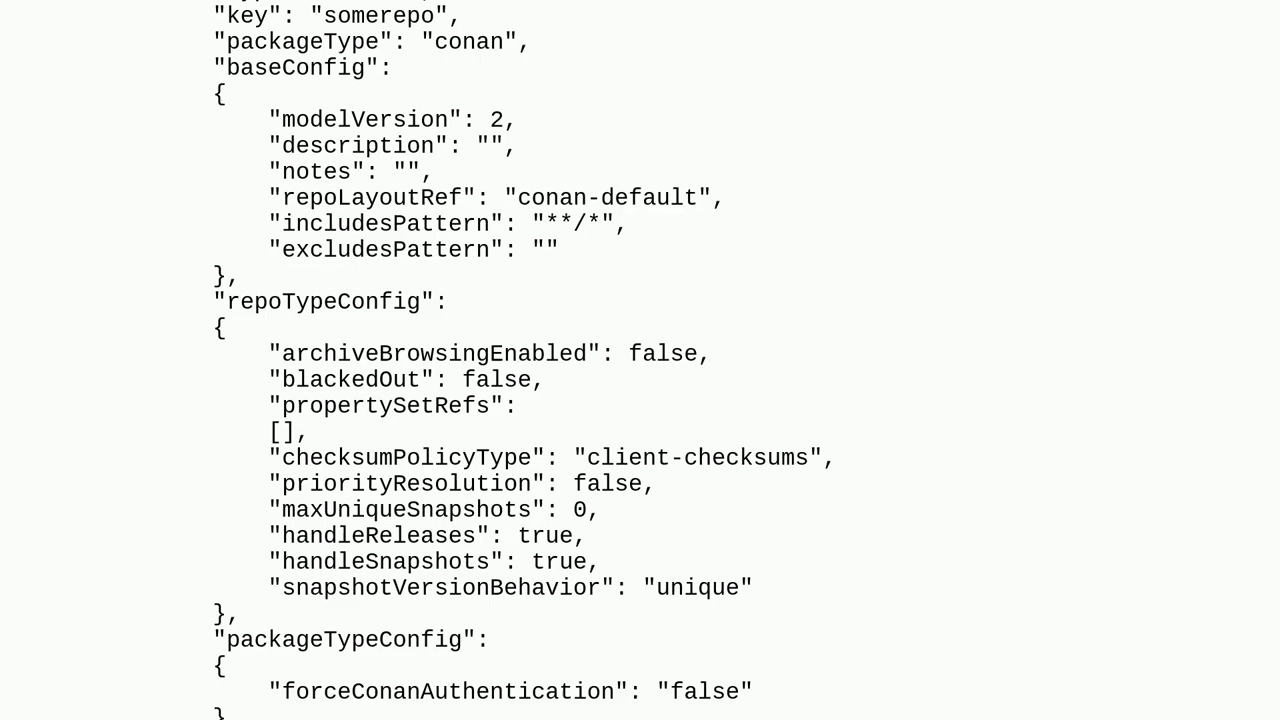 "key": "somerepo",
"packageType": "conan",
"baseConfig":
{
"modelVersion": 2,
"description": "",
"notes": "",
"repoLayoutRef": "conan-default",
"includesPattern": "**/*",
"excludesPattern": ""
},
"repoTypeConfig":
{
"archiveBrowsingEnabled": false,
"blackedOut": false,
"propertySetRefs":
[],
"checksumPolicyType": "client-checksums",
"priorityResolution": false,
"maxUniqueSnapshots": 0,
"handleReleases": true,
"handleSnapshots": true,
"snapshotVersionBehavior": "unique"
},
"packageTypeConfig":
{
"forceConanAuthentication": "false"
}